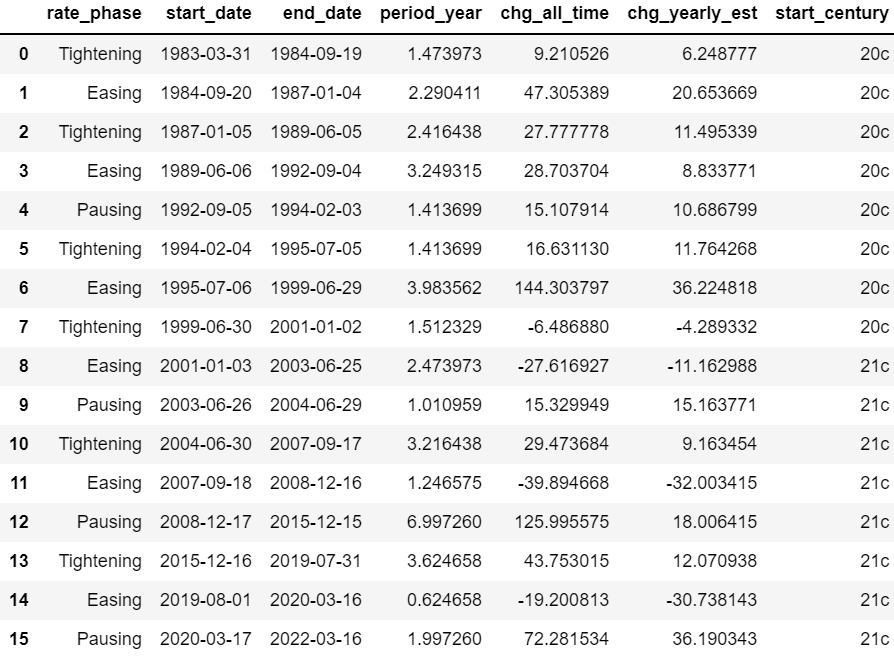 rate_phase start_date end_date period_year chg_all_time chg_yearly_est start_century
0 Tightening 1983-03-31 1984-09-19 1.473973 9.210526 6.248777 20c
1 Easing 1984-09-20 1987-01-04 2.290411 47.305389 20.653669 20c
2 Tightening 1987-01-05 1989-06-05 2.416438 27.777778 11.495339 20c
3 Easing 1989-06-06 1992-09-04 3.249315 28.703704 8.833771 20c
4 Pausing 1992-09-05 1994-02-03 1.413699 15.107914 10.686799 20c
5 Tightening 1994-02-04 1995-07-05 1.413699 16.631130 11.764268 20c
6 Easing 1995-07-06 1999-06-29 3.983562 144.303797 36.224818 20c
7 Tightening 1999-06-30 2001-01-02 1.512329 -6.486880 -4.289332 20c
8 Easing 2001-01-03 2003-06-25 2.473973 -27.616927 -11.162988 21c
9 Pausing 2003-06-26 2004-06-29 1.010959 15.329949 15.163771 21c
10 Tightening 2004-06-30 2007-09-17 3.216438 29.473684 9.163454 21c
11 Easing 2007-09-18 2008-12-16 1.246575 -39.894668 -32.003415 21c
12 Pausing 2008-12-17 2015-12-15 6.997260 125.995575 18.006415 21c
13 Tightening 2015-12-16 2019-07-31 3.624658 43.753015 12.070938 21c
14 Easing 2019-08-01 2020-03-16 0.624658 -19.200813 -30.738143 21c
15 Pausing 2020-03-17 2022-03-16 1.997260 72.281534 36.190343 21c